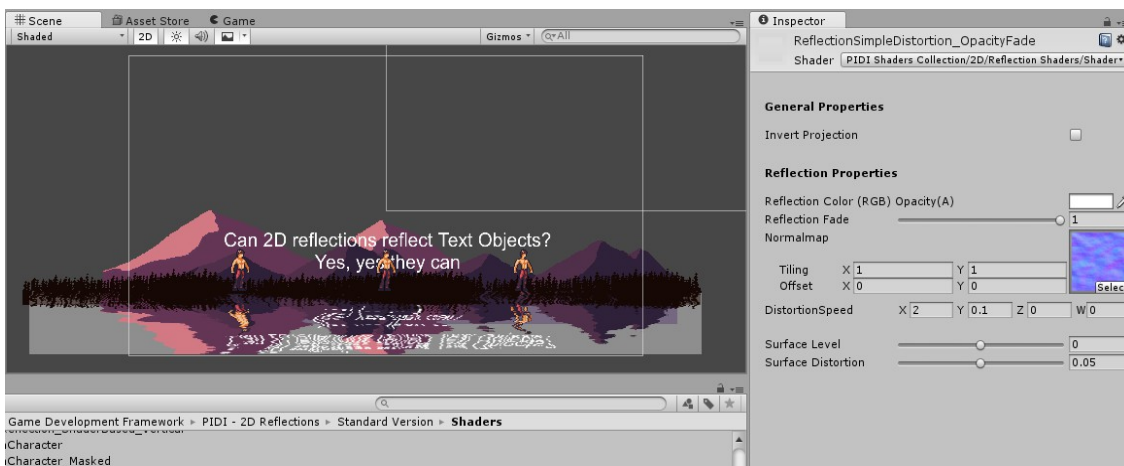 Scene Asset Store Game
Shaded 2D Gizmos All
Can 2D reflections reflect Text Objects?
Yes, yes they can
Game Development Framework ▸ PIDI - 2D Reflections ▸ Standard Version ▸ Shaders
Character
Character_Masked
Inspector
ReflectionSimpleDistortion_OpacityFade
Shader PIDI Shaders Collection/2D/Reflection Shaders/Shader
General Properties
Invert Projection
Reflection Properties
Reflection Color (RGB) Opacity(A)
Reflection Fade 1
Normalmap
Tiling X 1 Y 1
Offset X 0 Y 0
Selec
DistortionSpeed X 2 Y 0.1 Z 0 W 0
Surface Level 0
Surface Distortion 0.05